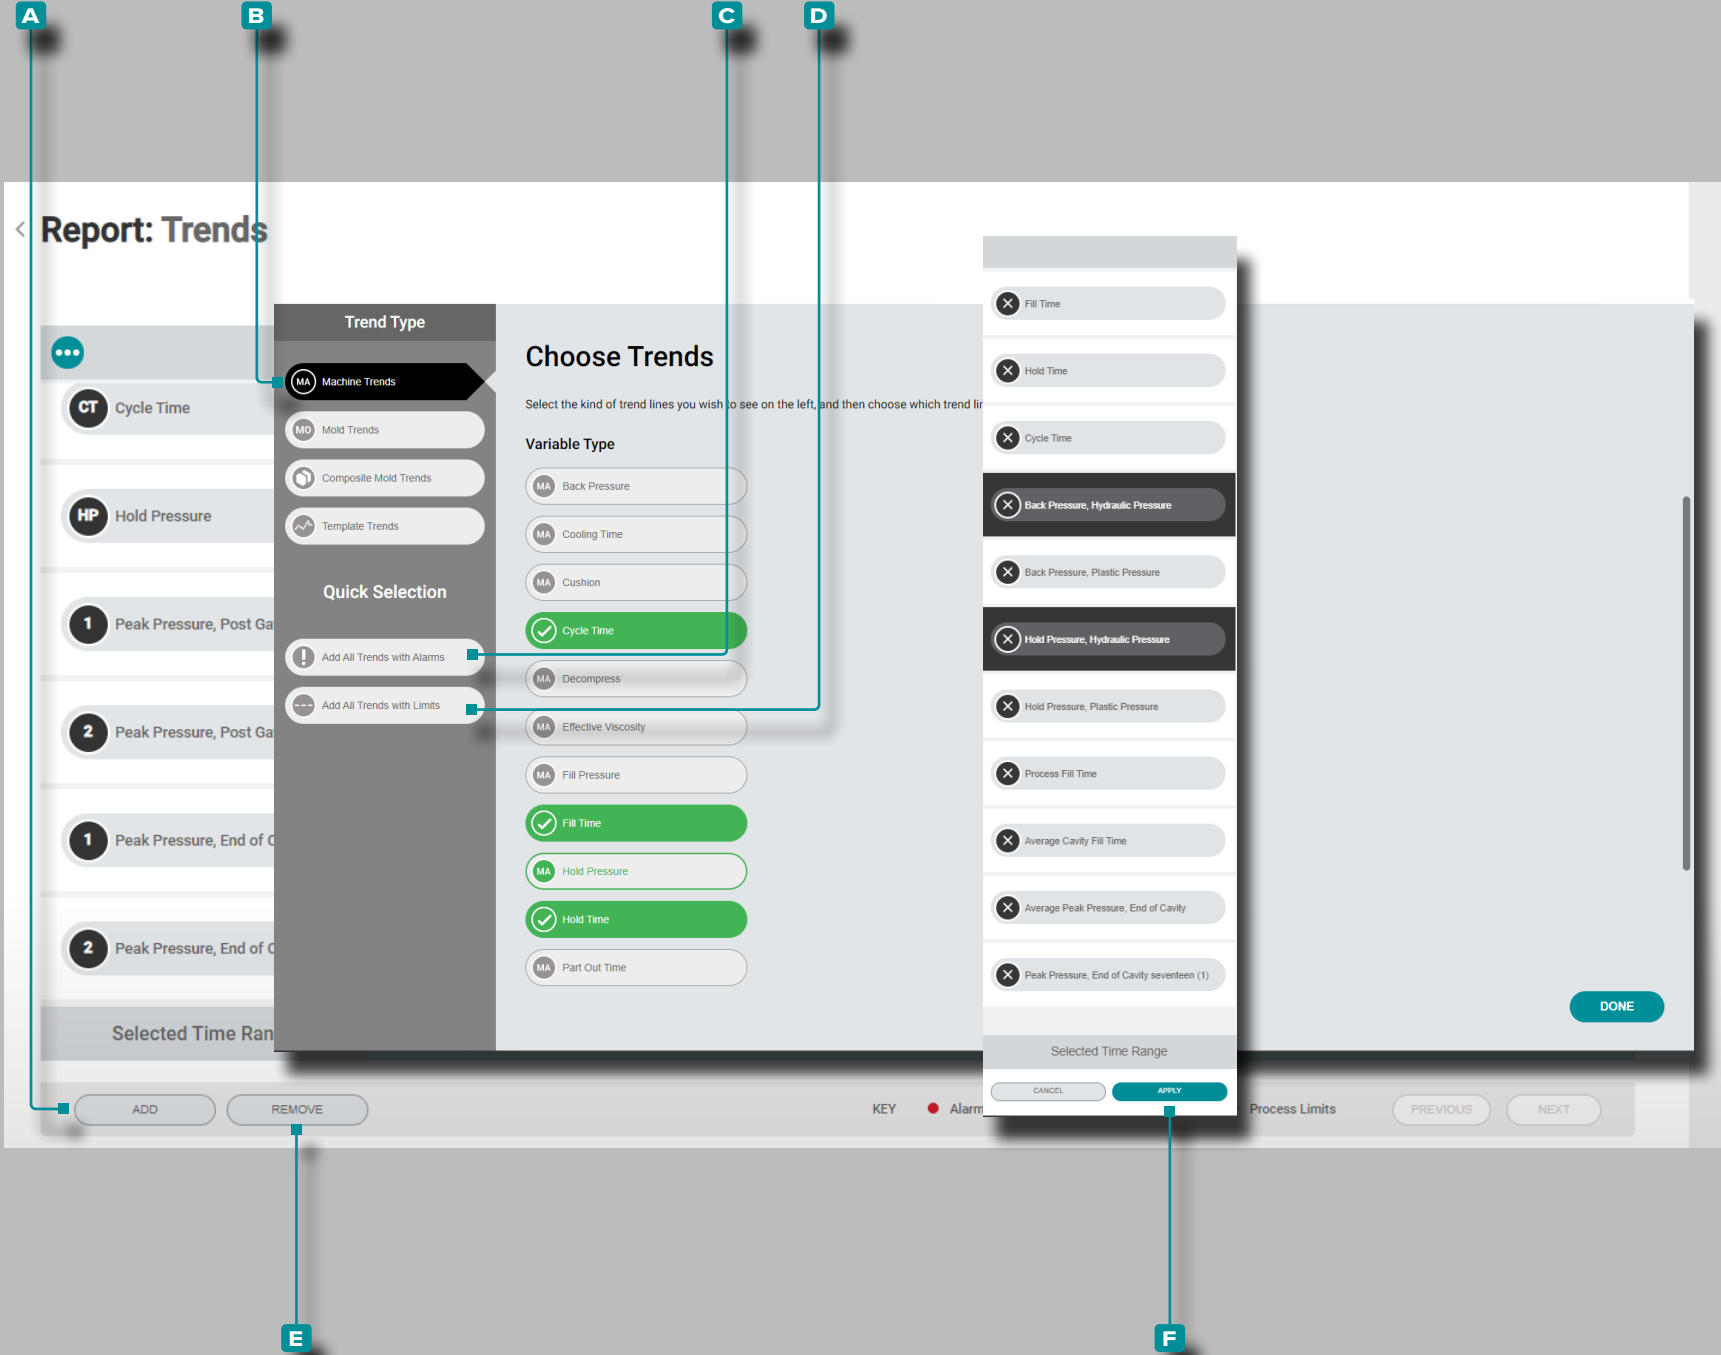 A
B
C
D
Report: Trends
CT Cycle Time
HP Hold Pressure
1 Peak Pressure, Post Ga
2 Peak Pressure, Post Ga
1 Peak Pressure, End of C
2 Peak Pressure, End of C
Selected Time Ran
ADD
REMOVE
KEY
Alarm
Process Limits
PREVIOUS
NEXT
Trend Type
MA Machine Trends
MO Mold Trends
Composite Mold Trends
Template Trends
Quick Selection
Add All Trends with Alarms
Add All Trends with Limits
Choose Trends
Select the kind of trend lines you wish to see on the left, and then choose which trend lin
Variable Type
MA Back Pressure
MA Cooling Time
MA Cushion
Cycle Time
MA Decompress
MA Effective Viscosity
MA Fill Pressure
Fill Time
MA Hold Pressure
Hold Time
MA Part Out Time
DONE
Fill Time
Hold Time
Cycle Time
Back Pressure, Hydraulic Pressure
Back Pressure, Plastic Pressure
Hold Pressure, Hydraulic Pressure
Hold Pressure, Plastic Pressure
Process Fill Time
Average Cavity Fill Time
Average Peak Pressure, End of Cavity
Peak Pressure, End of Cavity seventeen (1)
Selected Time Range
CANCEL
APPLY
E
F